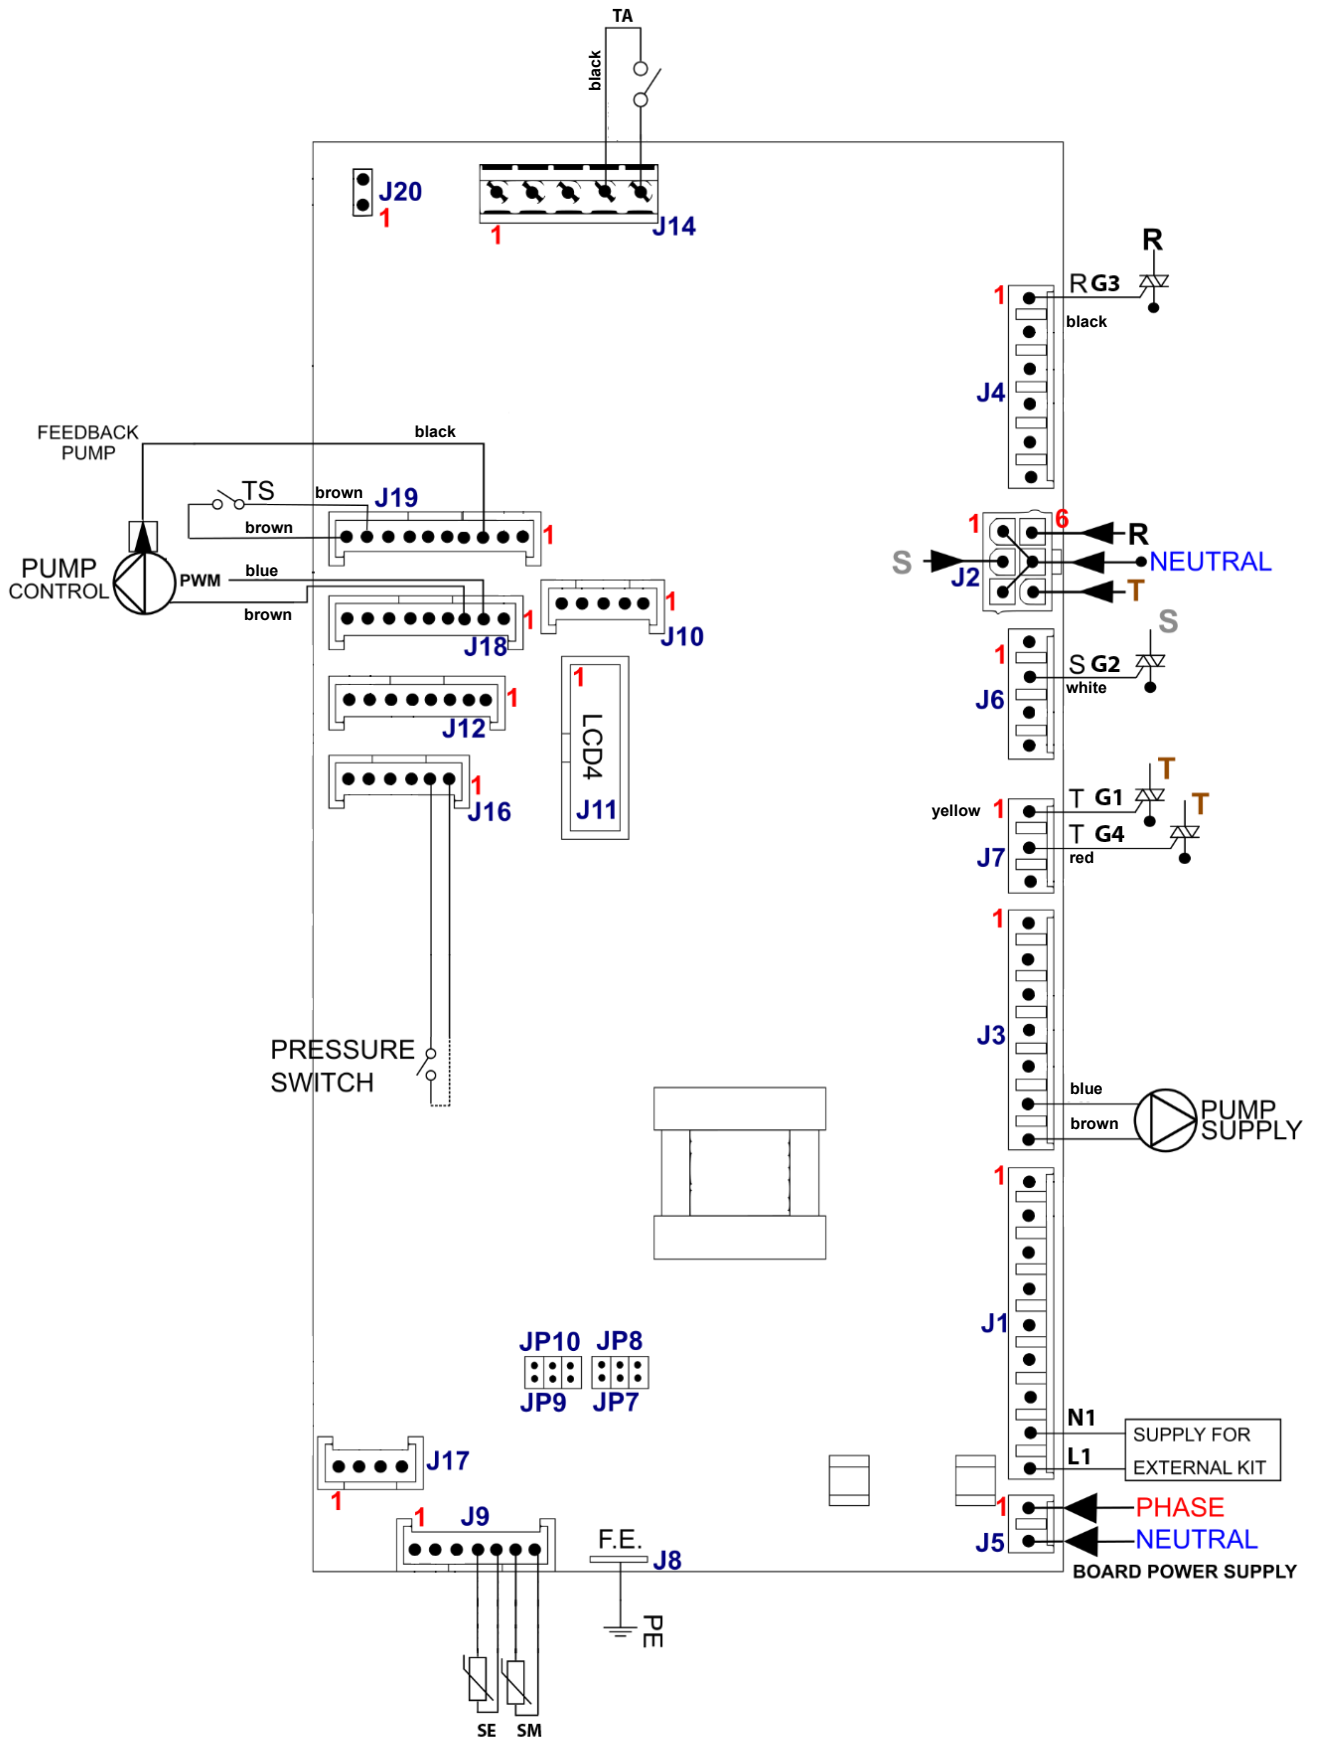 TA
black
J20
1
1
J14
R
R G3
1
black
J4
FEEDBACK
PUMP
black
TS
brown
J19
brown
1
PUMP
CONTROL
PWM
blue
brown
1
J18
1
J10
1
6
R
S
J2
NEUTRAL
T
S
1
S G2
white
J6
1
J12
1
LCD4
J11
1
J16
T
yellow
1
T G1
T
T G4
J7
red
1
J3
PRESSURE
SWITCH
blue
brown
PUMP
SUPPLY
1
J1
JP10
JP8
JP9
JP7
N1
SUPPLY FOR
L1
EXTERNAL KIT
J17
1
1
PHASE
J5
NEUTRAL
BOARD POWER SUPPLY
1
J9
F.E.
J8
PE
SE
SM